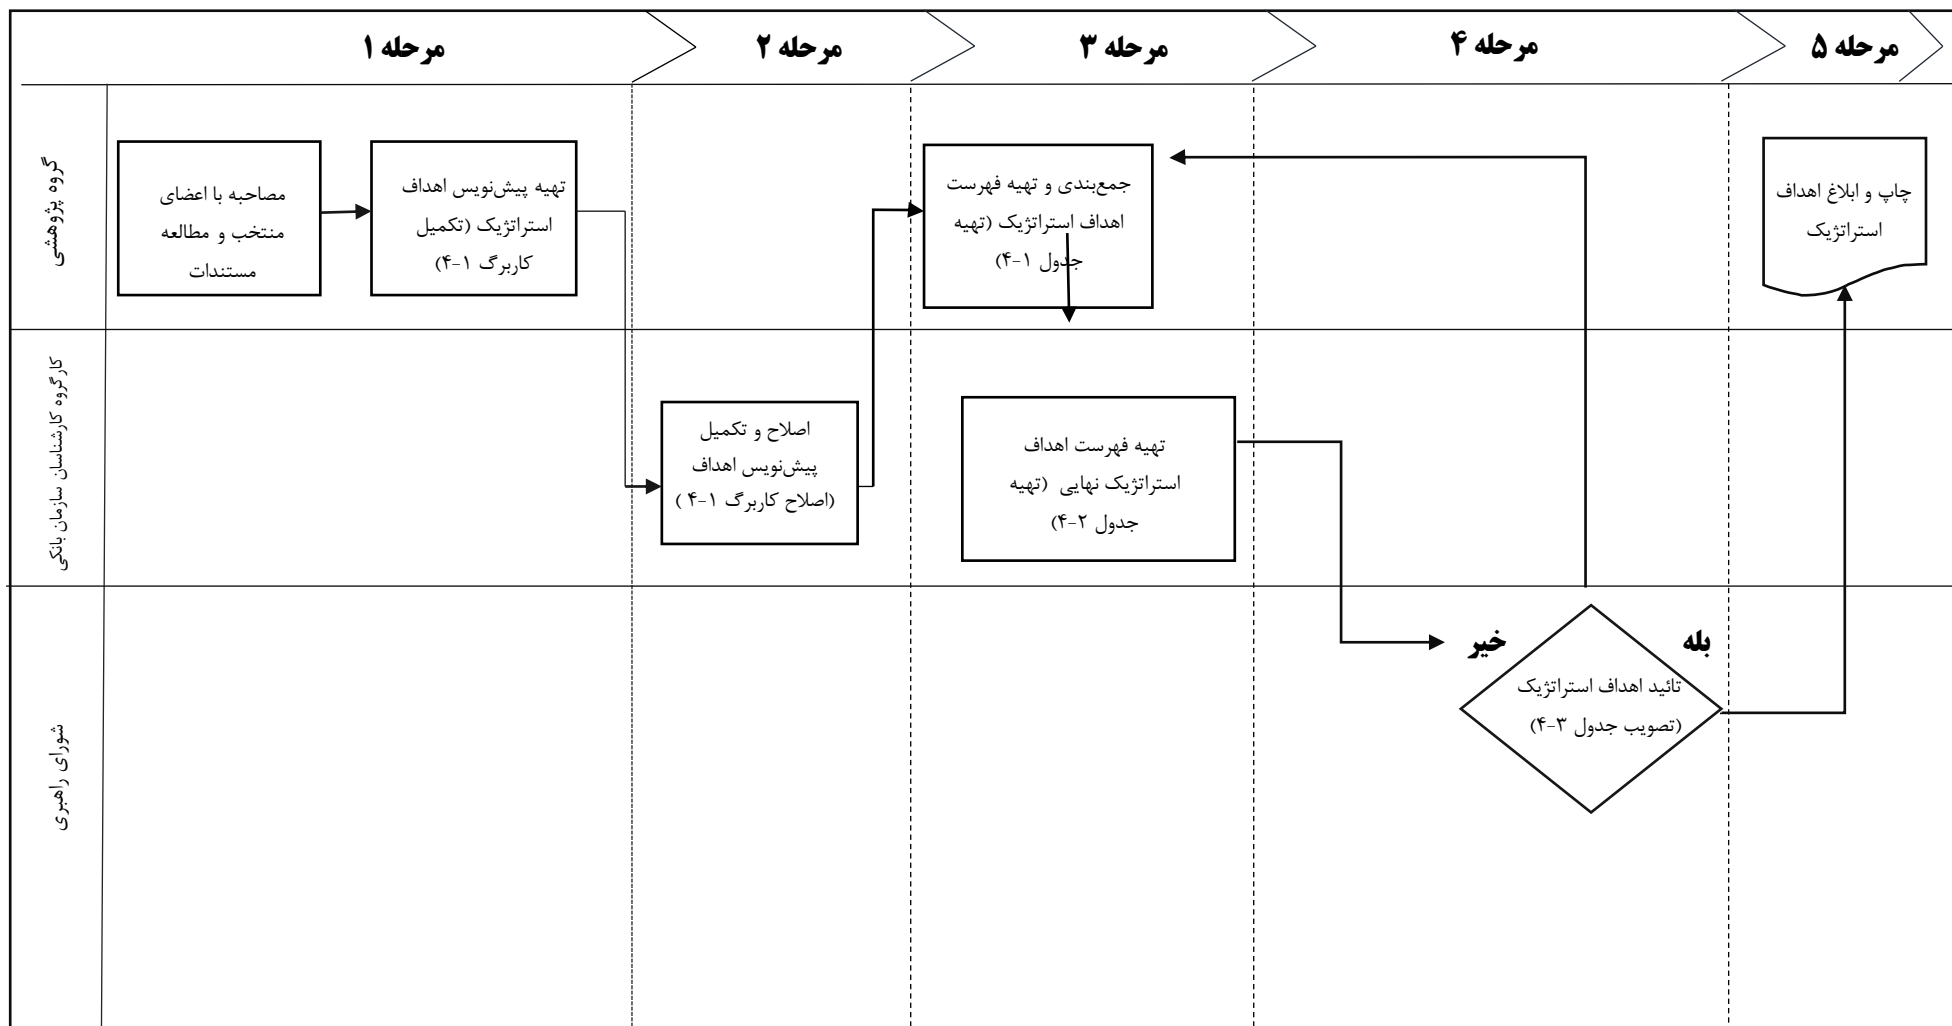 مرحله ۱
مرحله ۲
مرحله ۳
مرحله ۴
مرحله ۵
گروه پژوهشی
مصاحبه با اعضای
منتخب و مطالعه
مستندات
تهیه پیش‌نویس اهداف
استراتژیک (تکمیل
کاربرگ ۱-۴)
جمع‌بندی و تهیه فهرست
اهداف استراتژیک (تهیه
جدول ۱-۴)
چاپ و ابلاغ اهداف
استراتژیک
کارگروه کارشناسان سازمان بانکی
اصلاح و تکمیل
پیش‌نویس اهداف
(اصلاح کاربرگ ۱-۴ )
تهیه فهرست اهداف
استراتژیک نهایی (تهیه
جدول ۲-۴)
شورای راهبری
خیر
بله
تائید اهداف استراتژیک
(تصویب جدول ۳-۴)